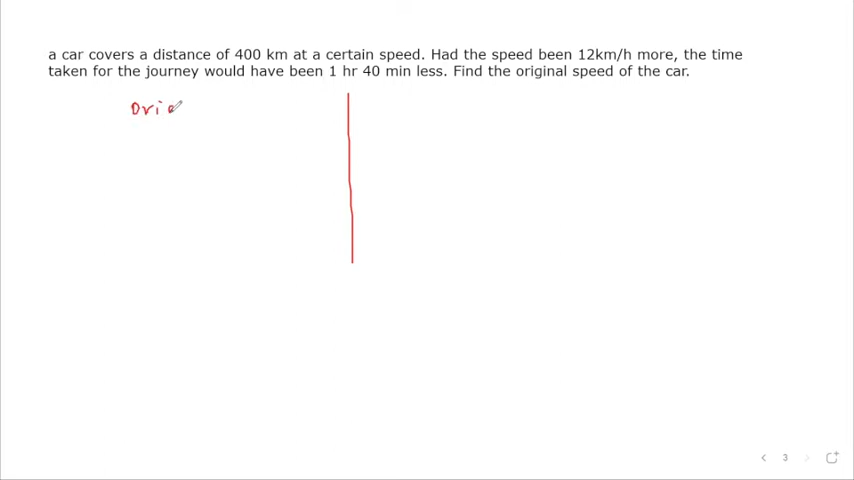 a car covers a distance of 400 km at a certain speed. Had the speed been 12km/h more, the time
taken for the journey would have been 1 hr 40 min less. Find the original speed of the car.
Ori
3